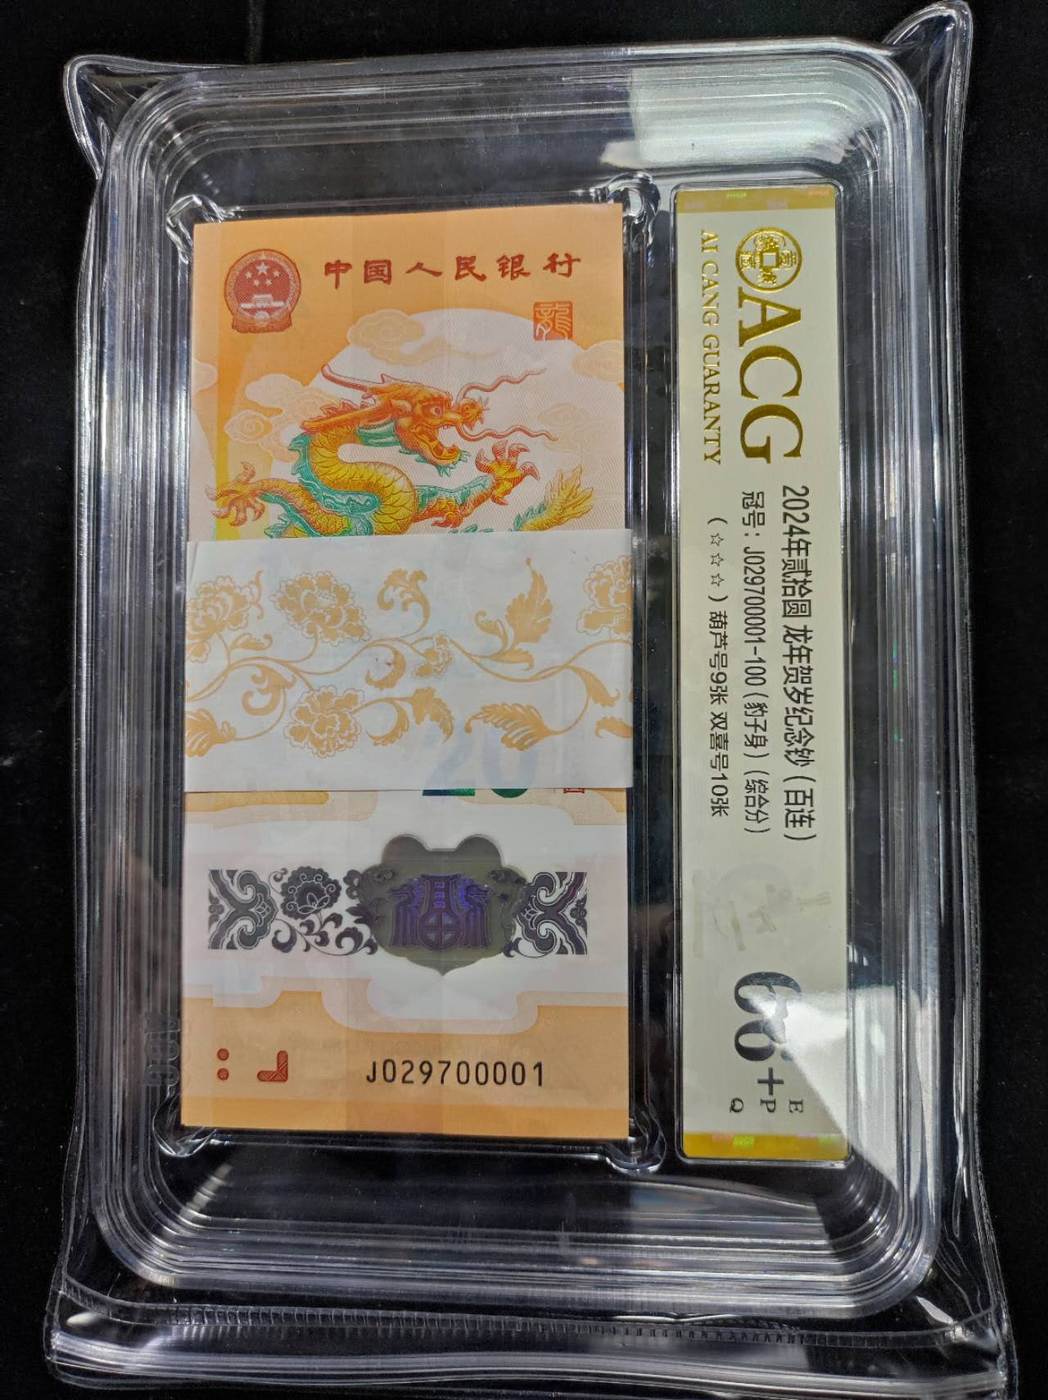 中国人民银行
龍
20
J029700001
ACG
AI CANG GUARANTY
2024年贰拾圆 龙年贺岁纪念钞（百连）
冠号：J029700001-100（豹子身）（综合分）
（☆☆☆）葫芦号9张 双喜号10张
66+
E
P
Q